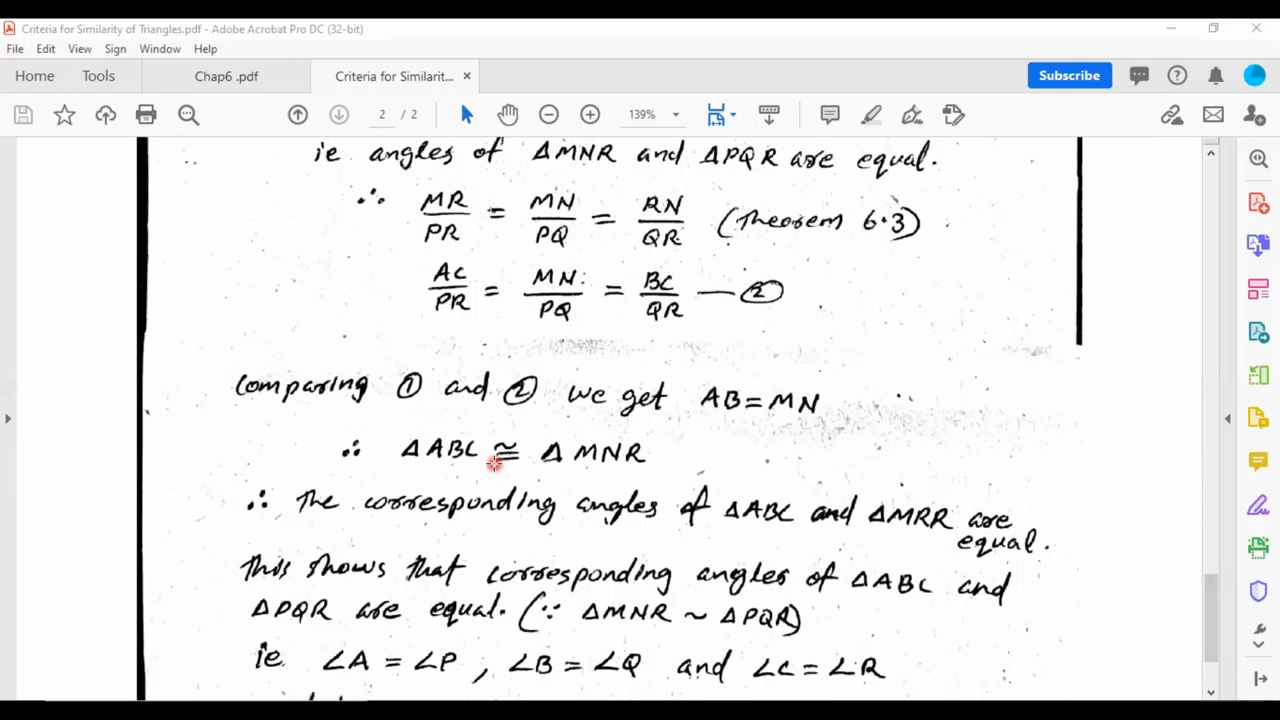 Criteria for Similarity of Triangles.pdf - Adobe Acrobat Pro DC (32-bit)
File Edit View Sign Window Help
Home Tools Chap6 .pdf Criteria for Similarit... × Subscribe
2 / 2 139%
ie angles of ΔMNR and ΔPQR are equal.
∴ MR/PR = MN/PQ = RN/QR (Theorem 6.3)
AC/PR = MN/PQ = BC/QR — ②
Comparing ① and ② we get AB = MN
∴ ΔABC ≅ ΔMNR
∴ The corresponding angles of ΔABC and ΔMRR are
equal.
This shows that corresponding angles of ΔABC and
ΔPQR are equal. (∵ ΔMNR ~ ΔPQR)
ie ∠A = ∠P , ∠B = ∠Q and ∠C = ∠R